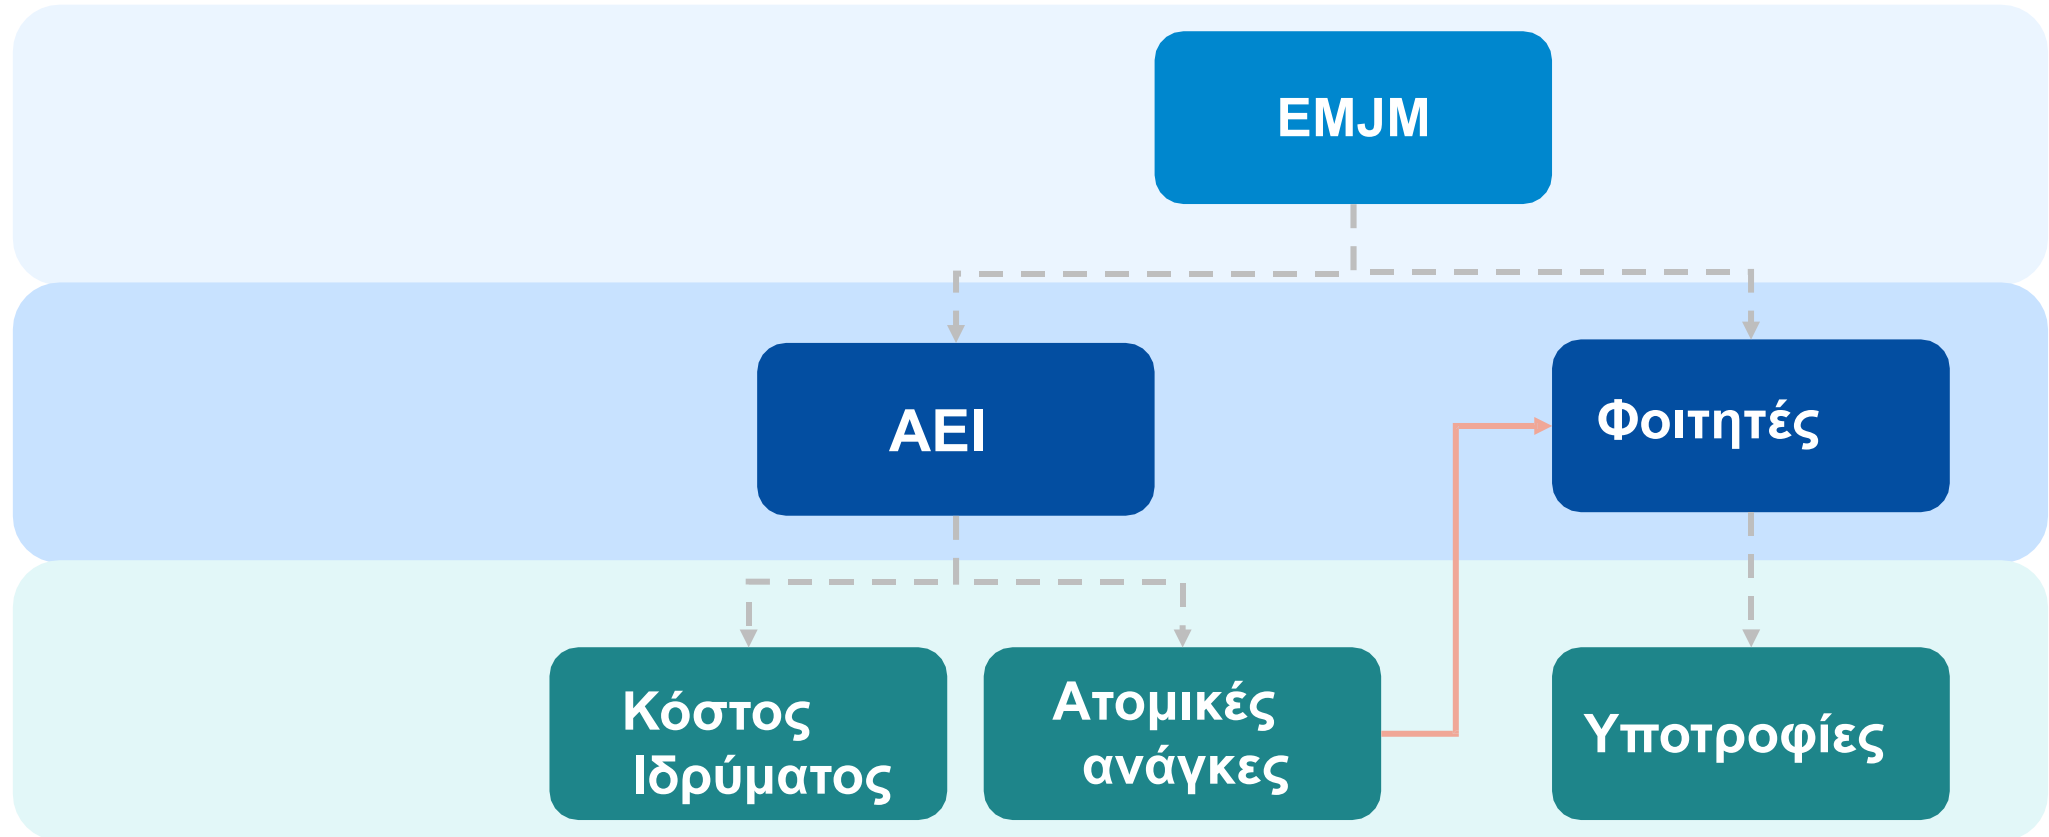 EMJM
ΑΕΙ
Φοιτητές
Κόστος
Ιδρύματος
Ατομικές
ανάγκες
Υποτροφίες